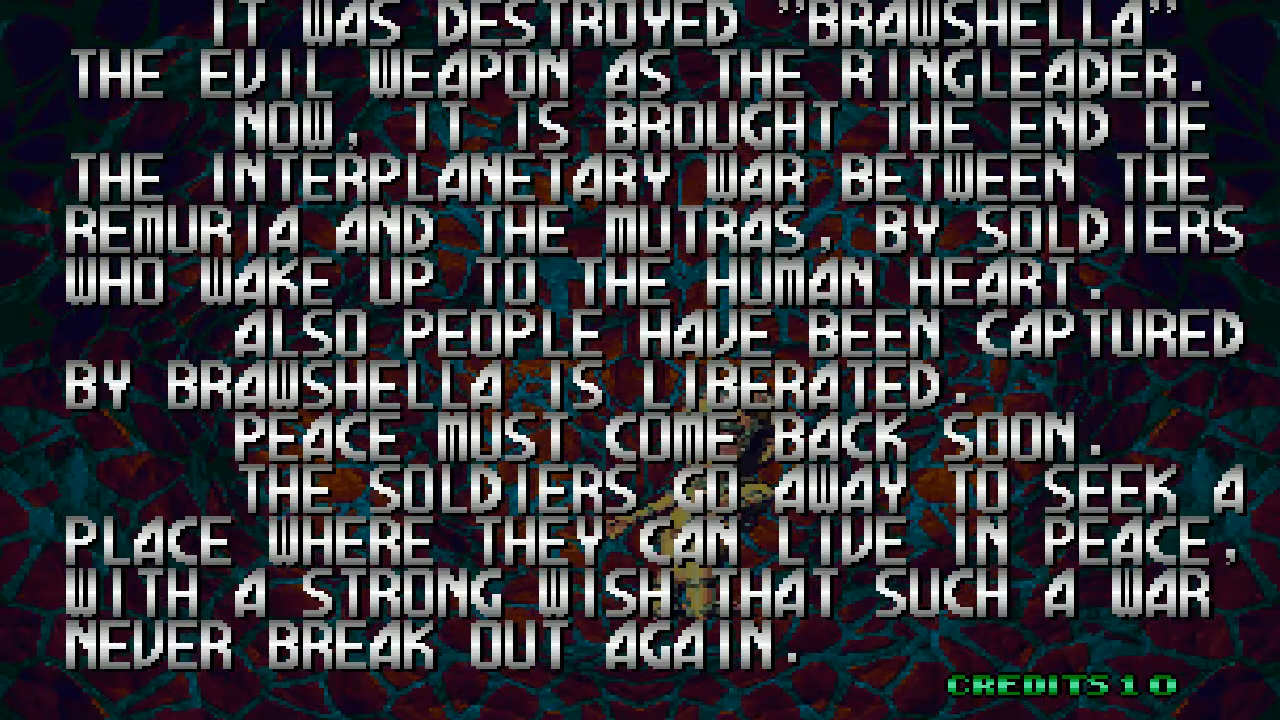 IT WAS DESTROYED "BRAWSHELLA"
THE EVIL WEAPON AS THE RINGLEADER.
NOW, IT IS BROUGHT THE END OF
THE INTERPLANETARY WAR BETWEEN THE
REMURIA AND THE MUTRAS, BY SOLDIERS
WHO WAKE UP TO THE HUMAN HEART.
ALSO PEOPLE HAVE BEEN CAPTURED
BY BRAWSHELLA IS LIBERATED.
PEACE MUST COME BACK SOON.
THE SOLDIERS GO AWAY TO SEEK A
PLACE WHERE THEY CAN LIVE IN PEACE,
WITH A STRONG WISH THAT SUCH A WAR
NEVER BREAK OUT AGAIN.
CREDITS 10